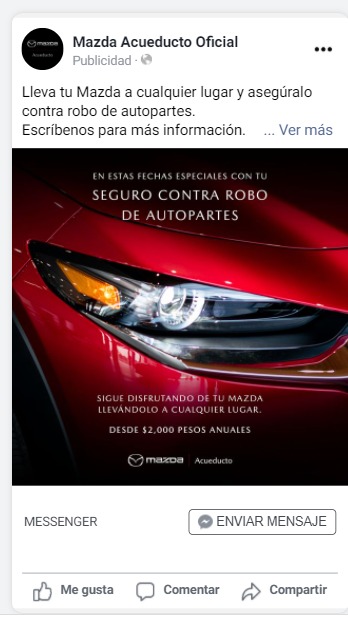 Mazda Acueducto Oficial
Publicidad ·
Lleva tu Mazda a cualquier lugar y asegúralo
contra robo de autopartes.
Escríbenos para más información. ... Ver más
EN ESTAS FECHAS ESPECIALES CON TU
SEGURO CONTRA ROBO
DE AUTOPARTES
SIGUE DISFRUTANDO DE TU MAZDA
LLEVÁNDOLO A CUALQUIER LUGAR.
DESDE $2,000 PESOS ANUALES
mazda Acueducto
MESSENGER
ENVIAR MENSAJE
Me gusta Comentar Compartir